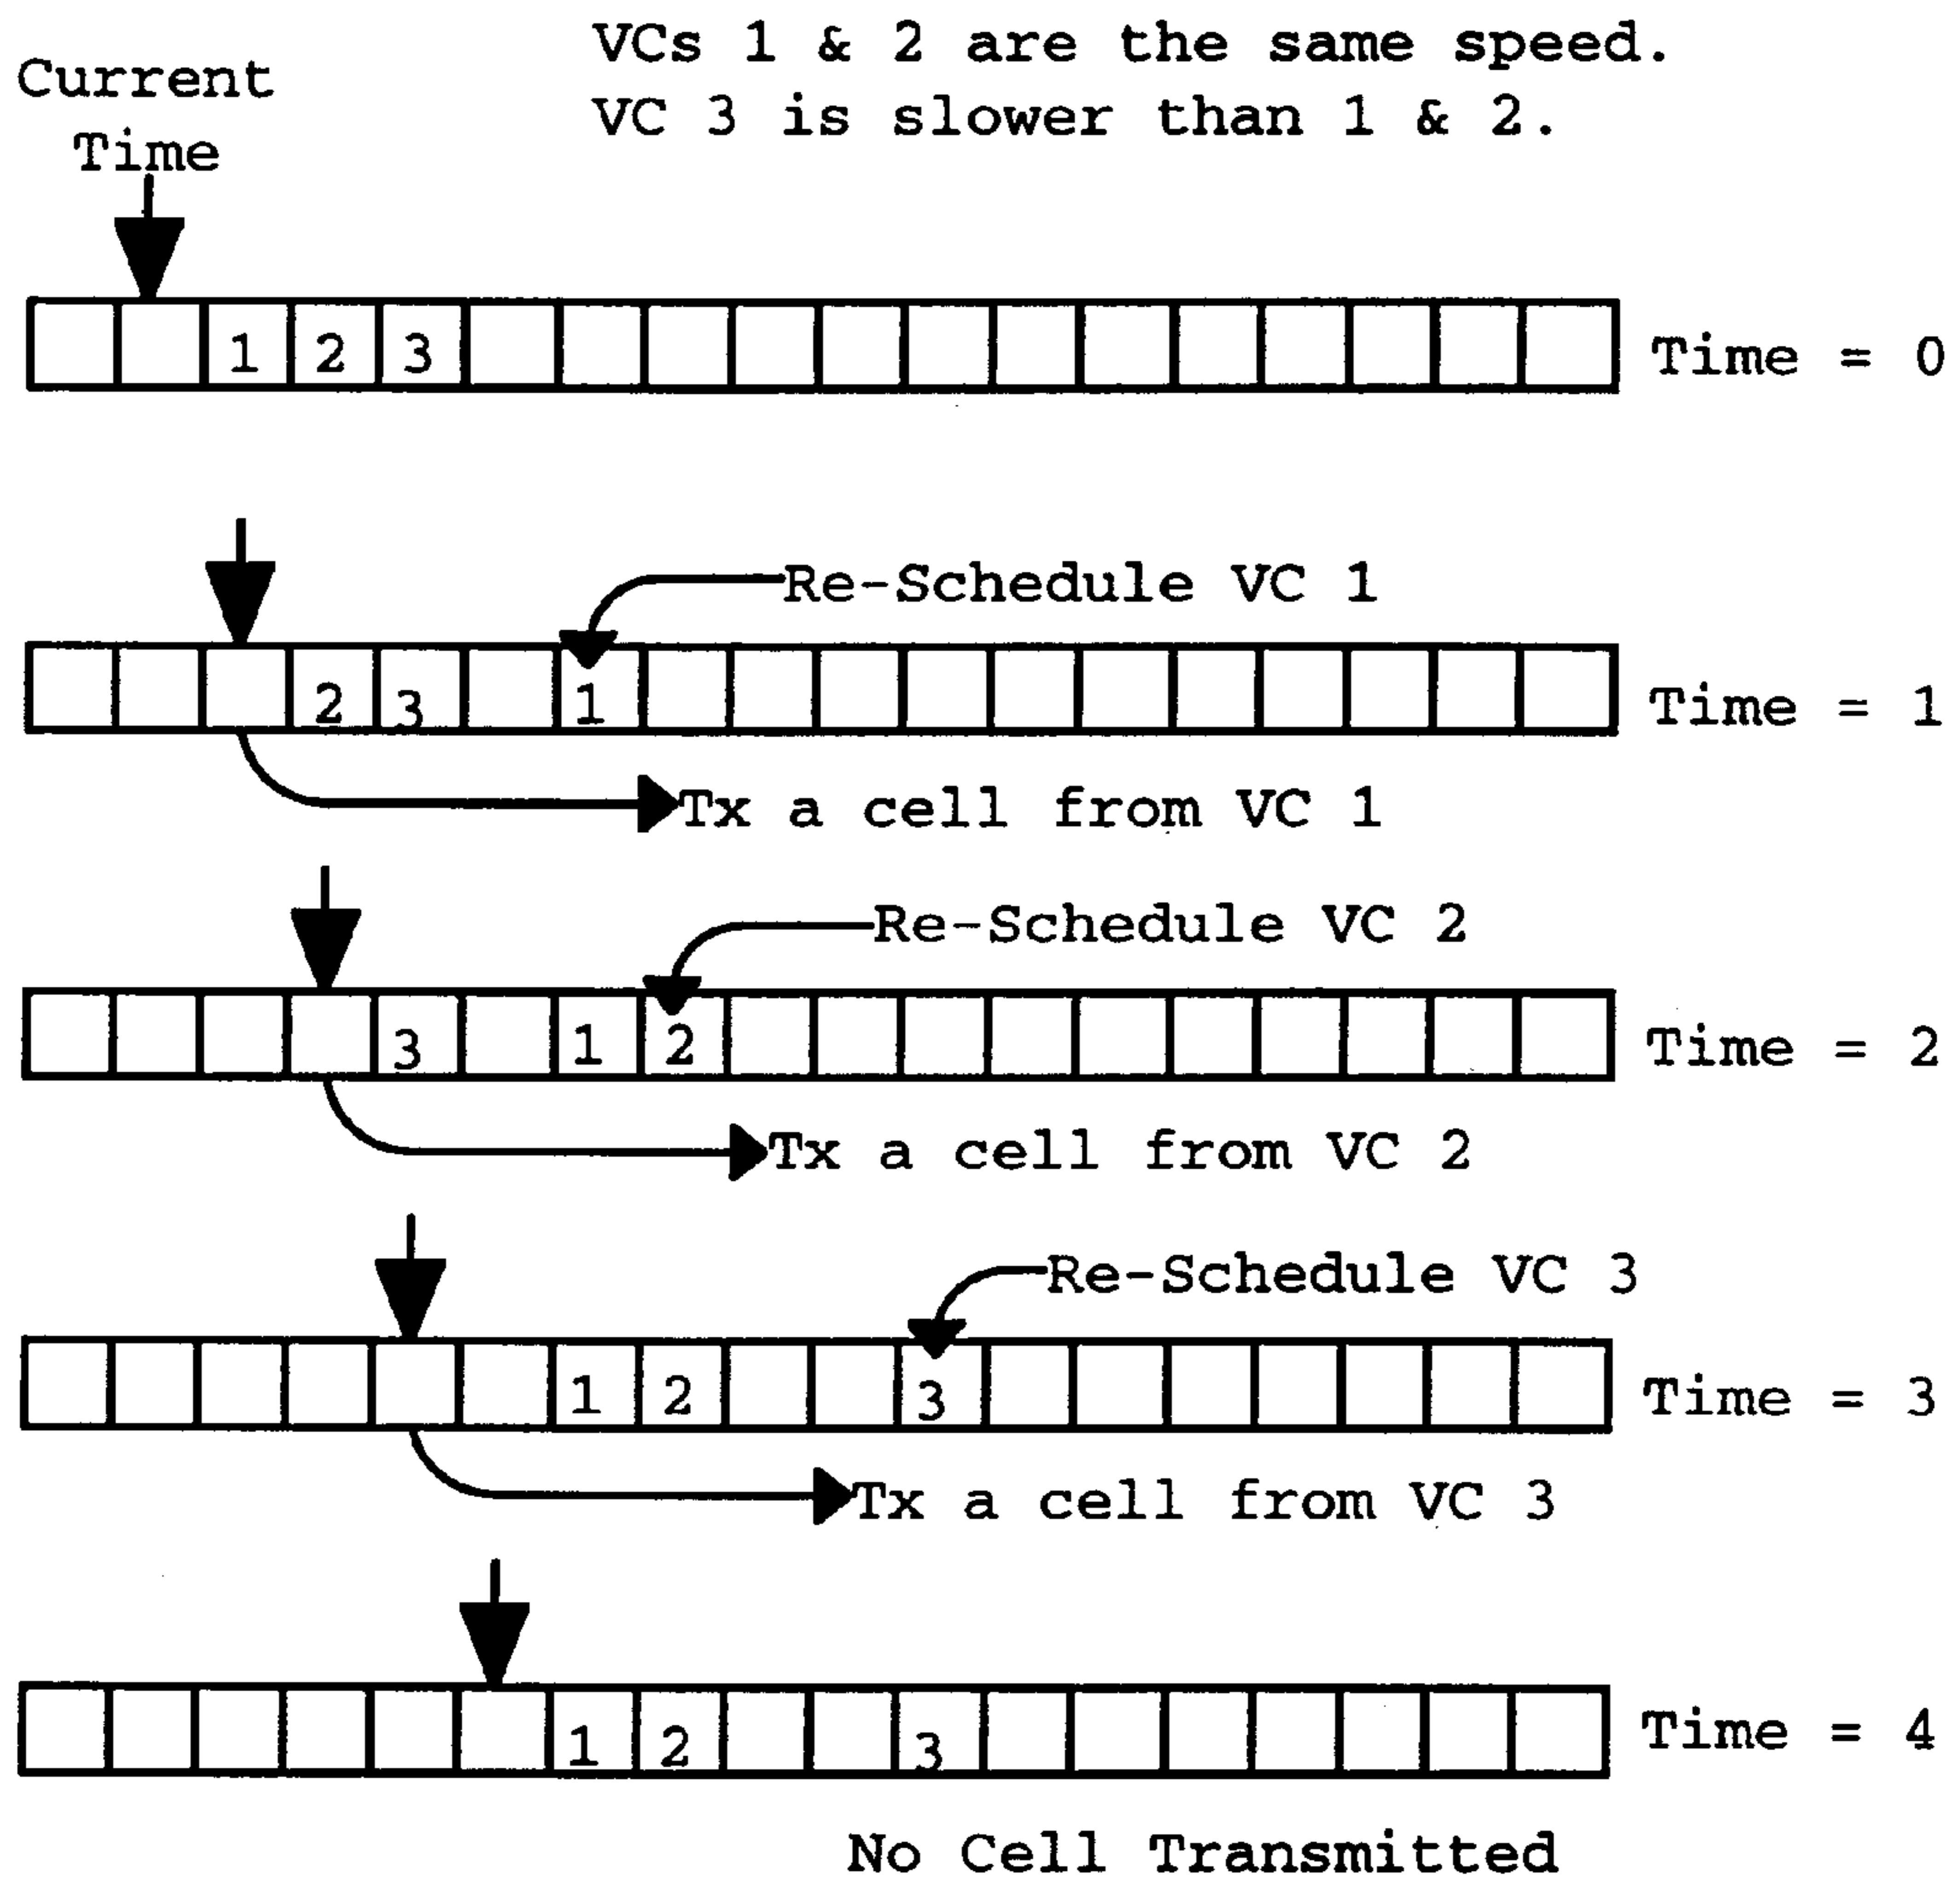 VCs 1 & 2 are the same speed.
VC 3 is slower than 1 & 2.
Current
Time
1 2 3 Time = 0
Re-Schedule VC 1
2 3 1 Time = 1
Tx a cell from VC 1
Re-Schedule VC 2
3 1 2 Time = 2
Tx a cell from VC 2
Re-Schedule VC 3
1 2 3 Time = 3
Tx a cell from VC 3
1 2 3 Time = 4
No Cell Transmitted